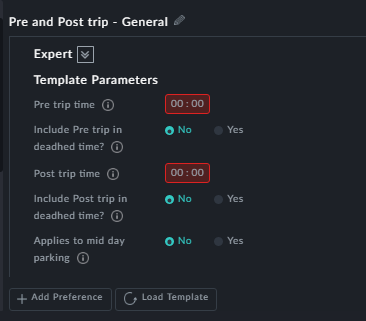 Pre and Post trip - General
Expert
Template Parameters
Pre trip time 00 : 00
Include Pre trip in No Yes
deadhed time?
Post trip time 00 : 00
Include Post trip in No Yes
deadhed time?
Applies to mid day No Yes
parking
+ Add Preference Load Template